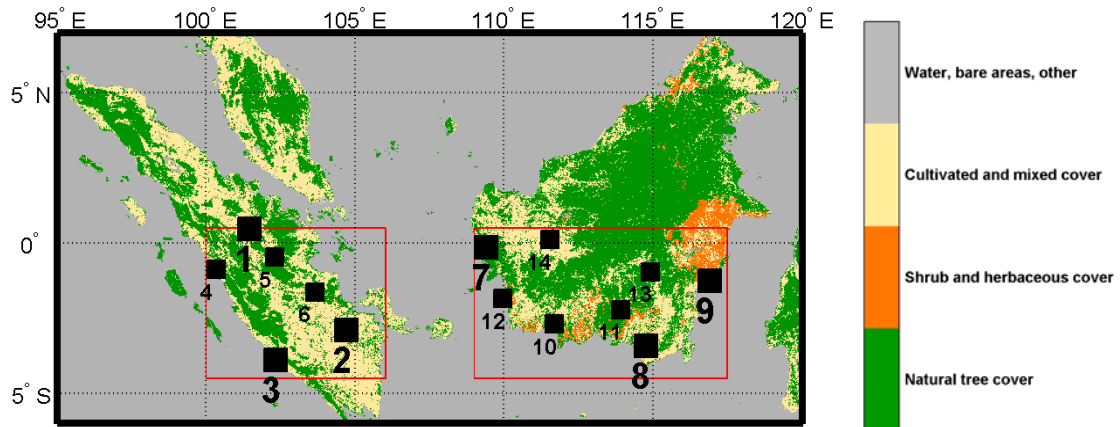 95° E 100° E 105° E 110° E 115° E 120° E
5° N
0°
5° S
1
5
4
6
2
3
7
14
12
13
9
10
11
8
Water, bare areas, other
Cultivated and mixed cover
Shrub and herbaceous cover
Natural tree cover